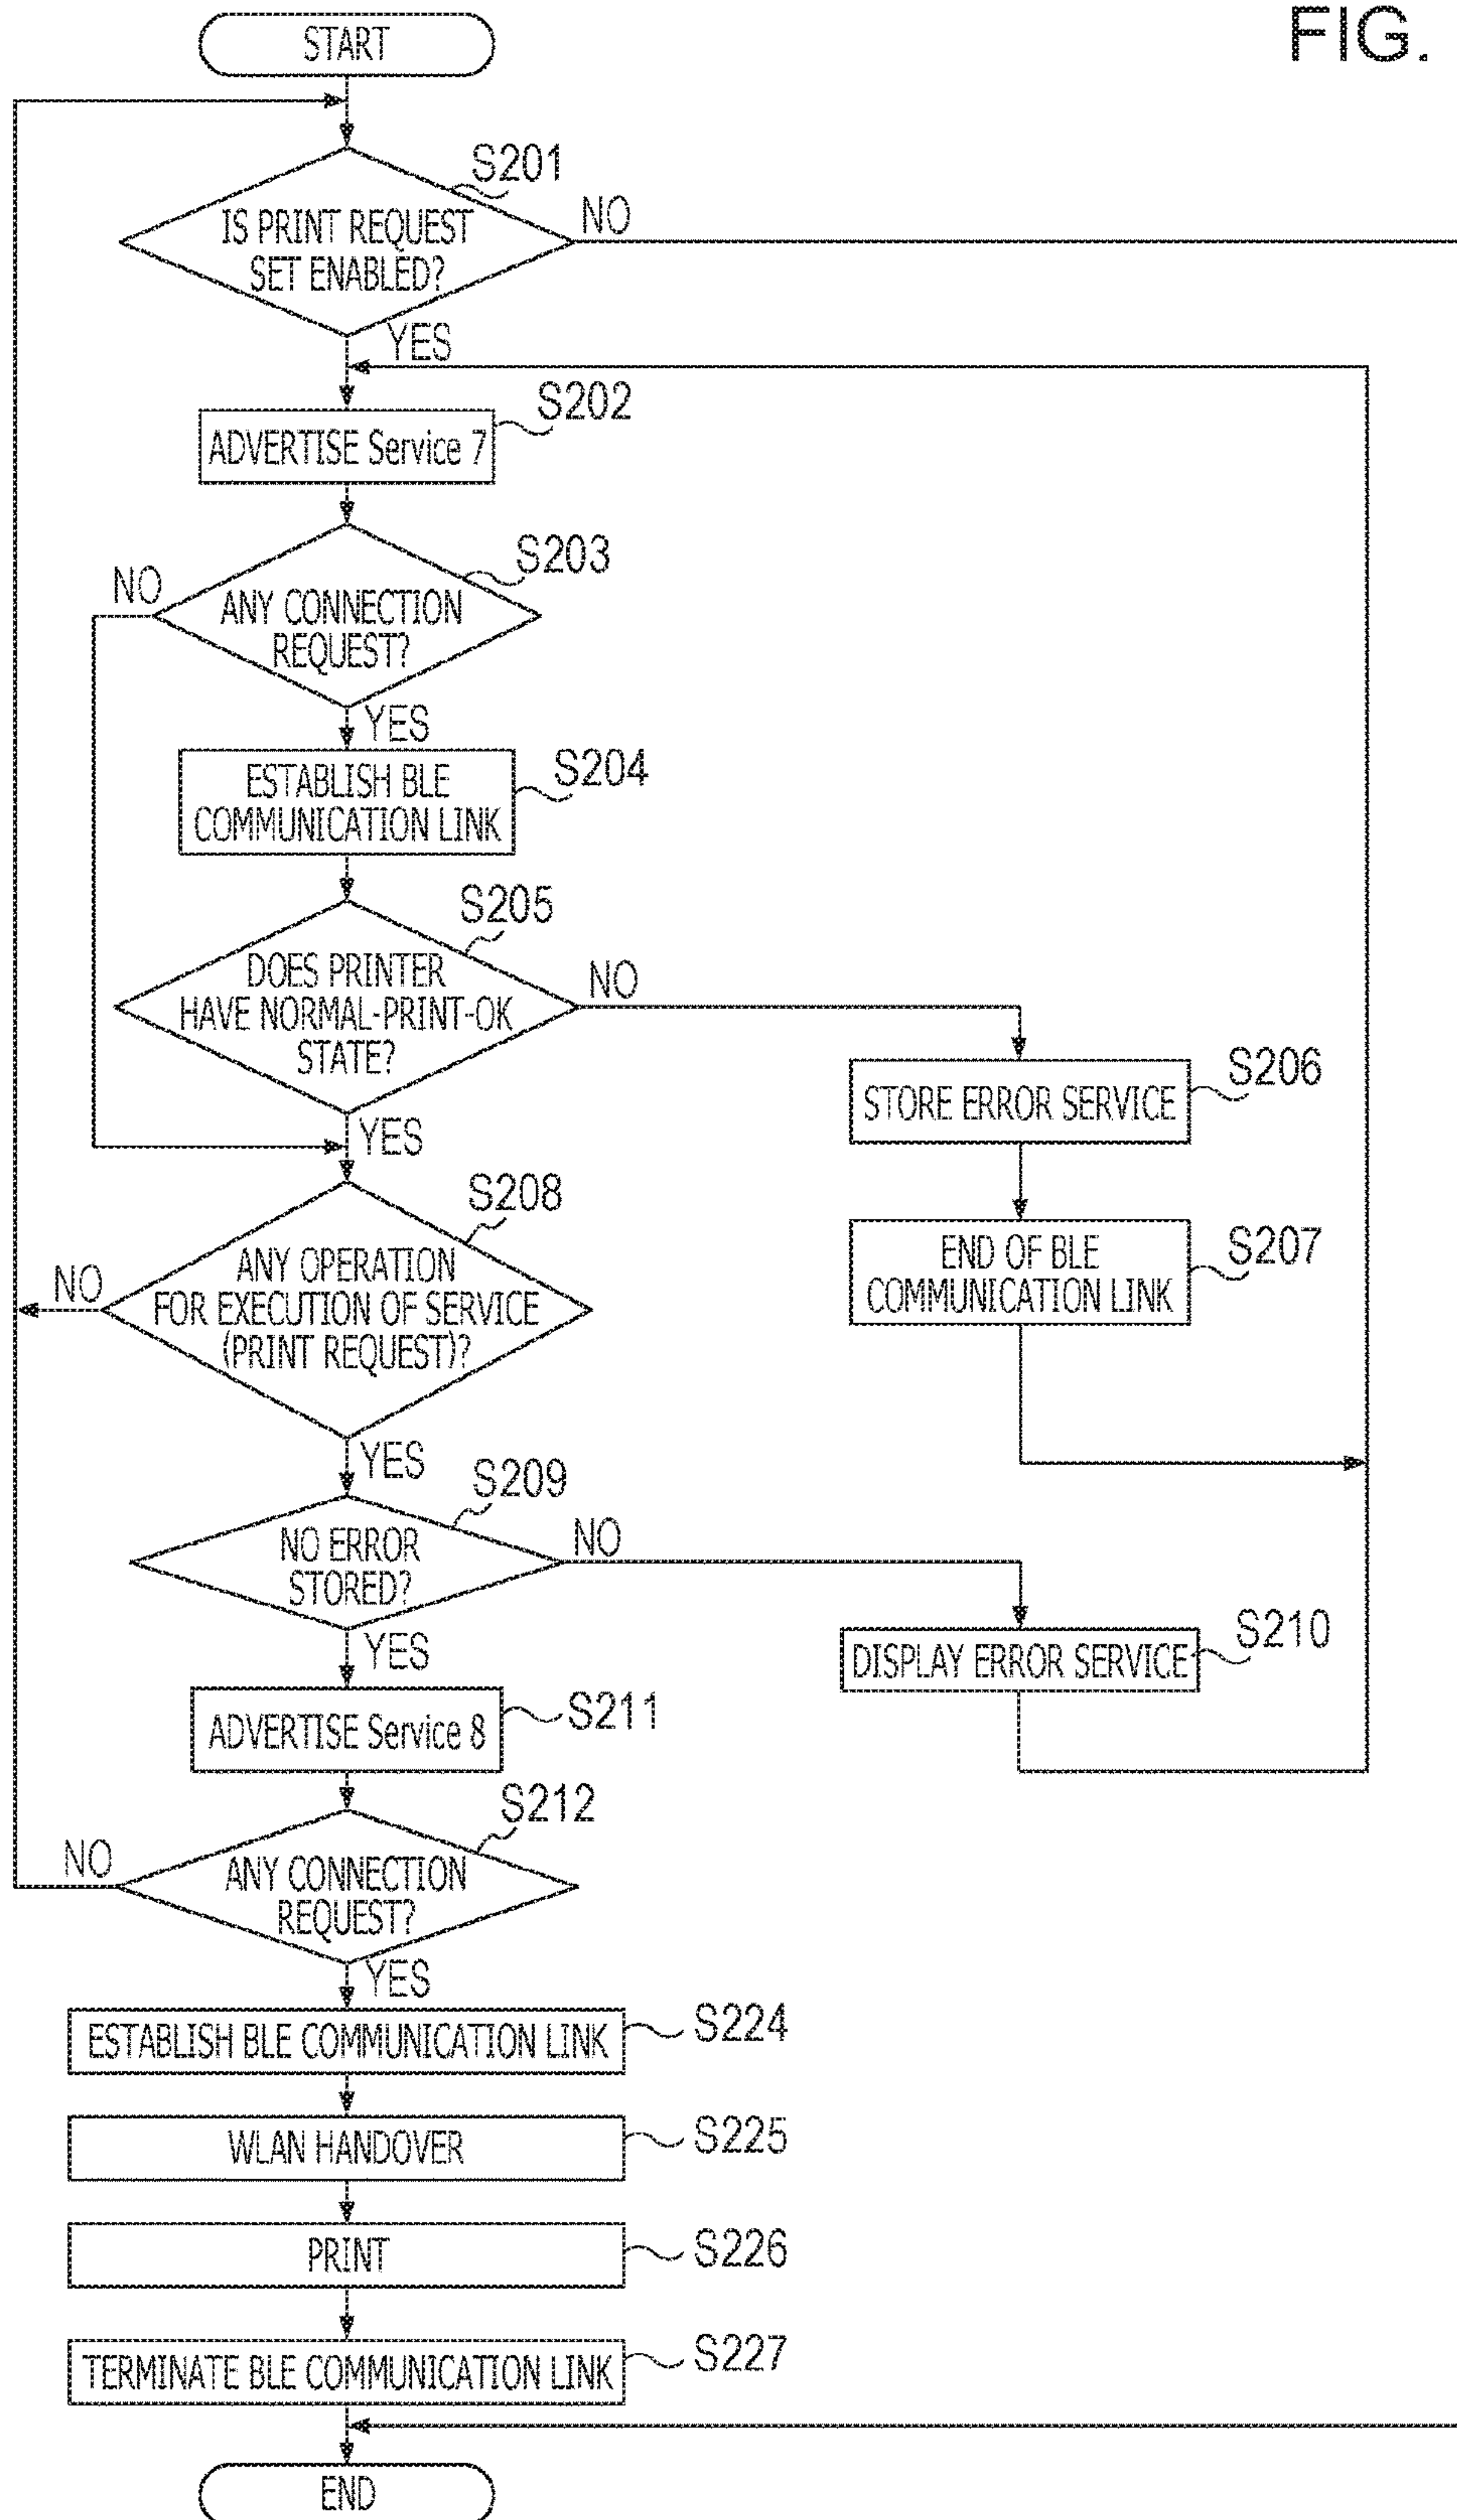 FIG.
START
S201
IS PRINT REQUEST
SET ENABLED?
NO
YES
S202
ADVERTISE Service 7
S203
NO
ANY CONNECTION
REQUEST?
YES
S204
ESTABLISH BLE
COMMUNICATION LINK
S205
DOES PRINTER
HAVE NORMAL-PRINT-OK
STATE?
NO
YES
S206
STORE ERROR SERVICE
S207
END OF BLE
COMMUNICATION LINK
S208
ANY OPERATION
FOR EXECUTION OF SERVICE
(PRINT REQUEST)?
NO
YES
S209
NO ERROR
STORED?
NO
YES
S210
DISPLAY ERROR SERVICE
S211
ADVERTISE Service 8
S212
NO
ANY CONNECTION
REQUEST?
YES
S224
ESTABLISH BLE COMMUNICATION LINK
S225
WLAN HANDOVER
S226
PRINT
S227
TERMINATE BLE COMMUNICATION LINK
END